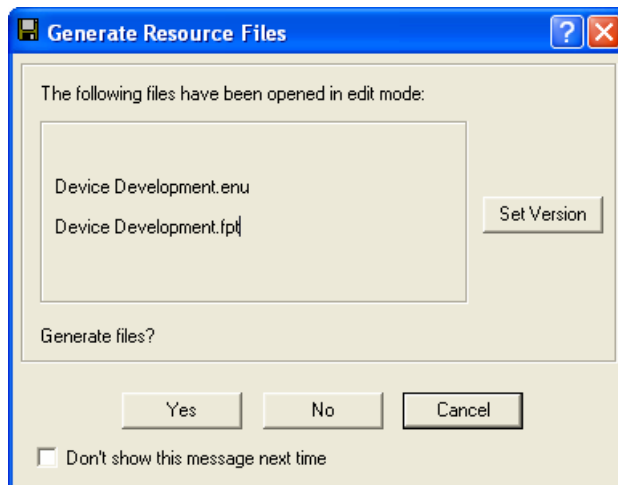 Generate Resource Files
The following files have been opened in edit mode:
Device Development.enu
Device Development.fpt
Set Version
Generate files?
Yes
No
Cancel
Don't show this message next time